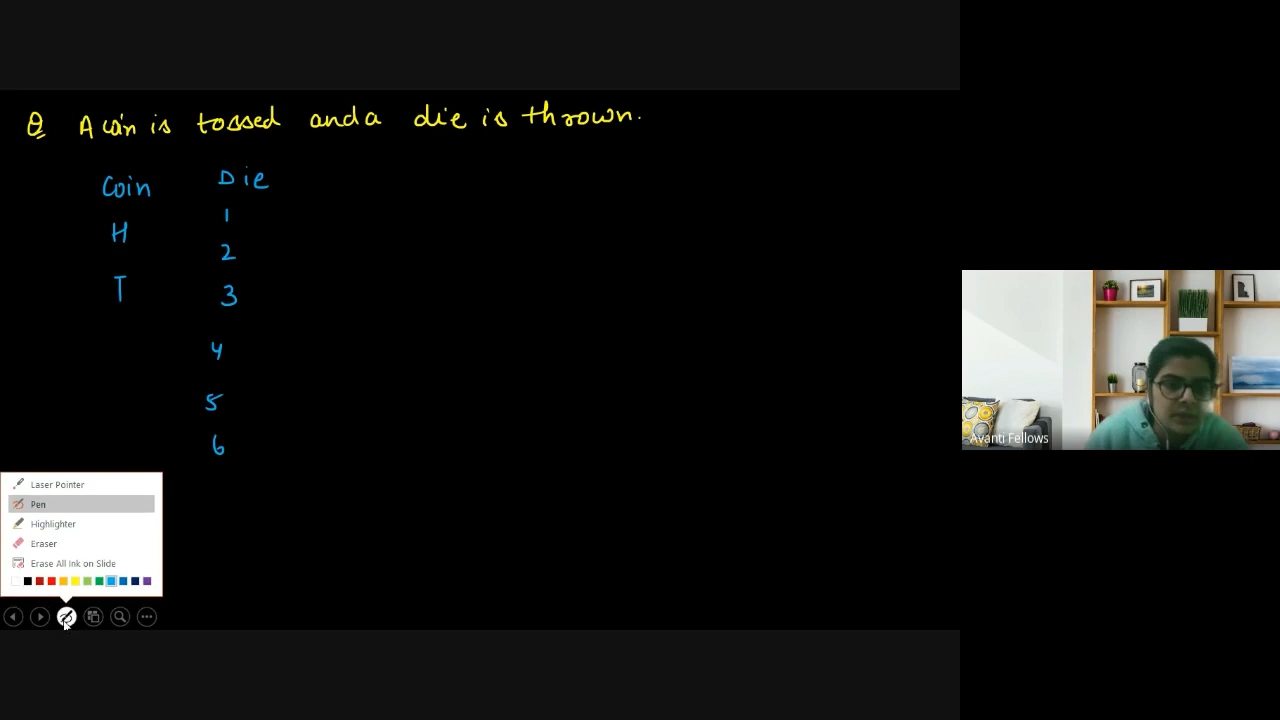 Q A coin is tossed and a die is thrown.
Coin Die
H 1
2
T 3
4
5
6
Laser Pointer
Pen
Highlighter
Eraser
Erase All Ink on Slide
Avanti Fellows